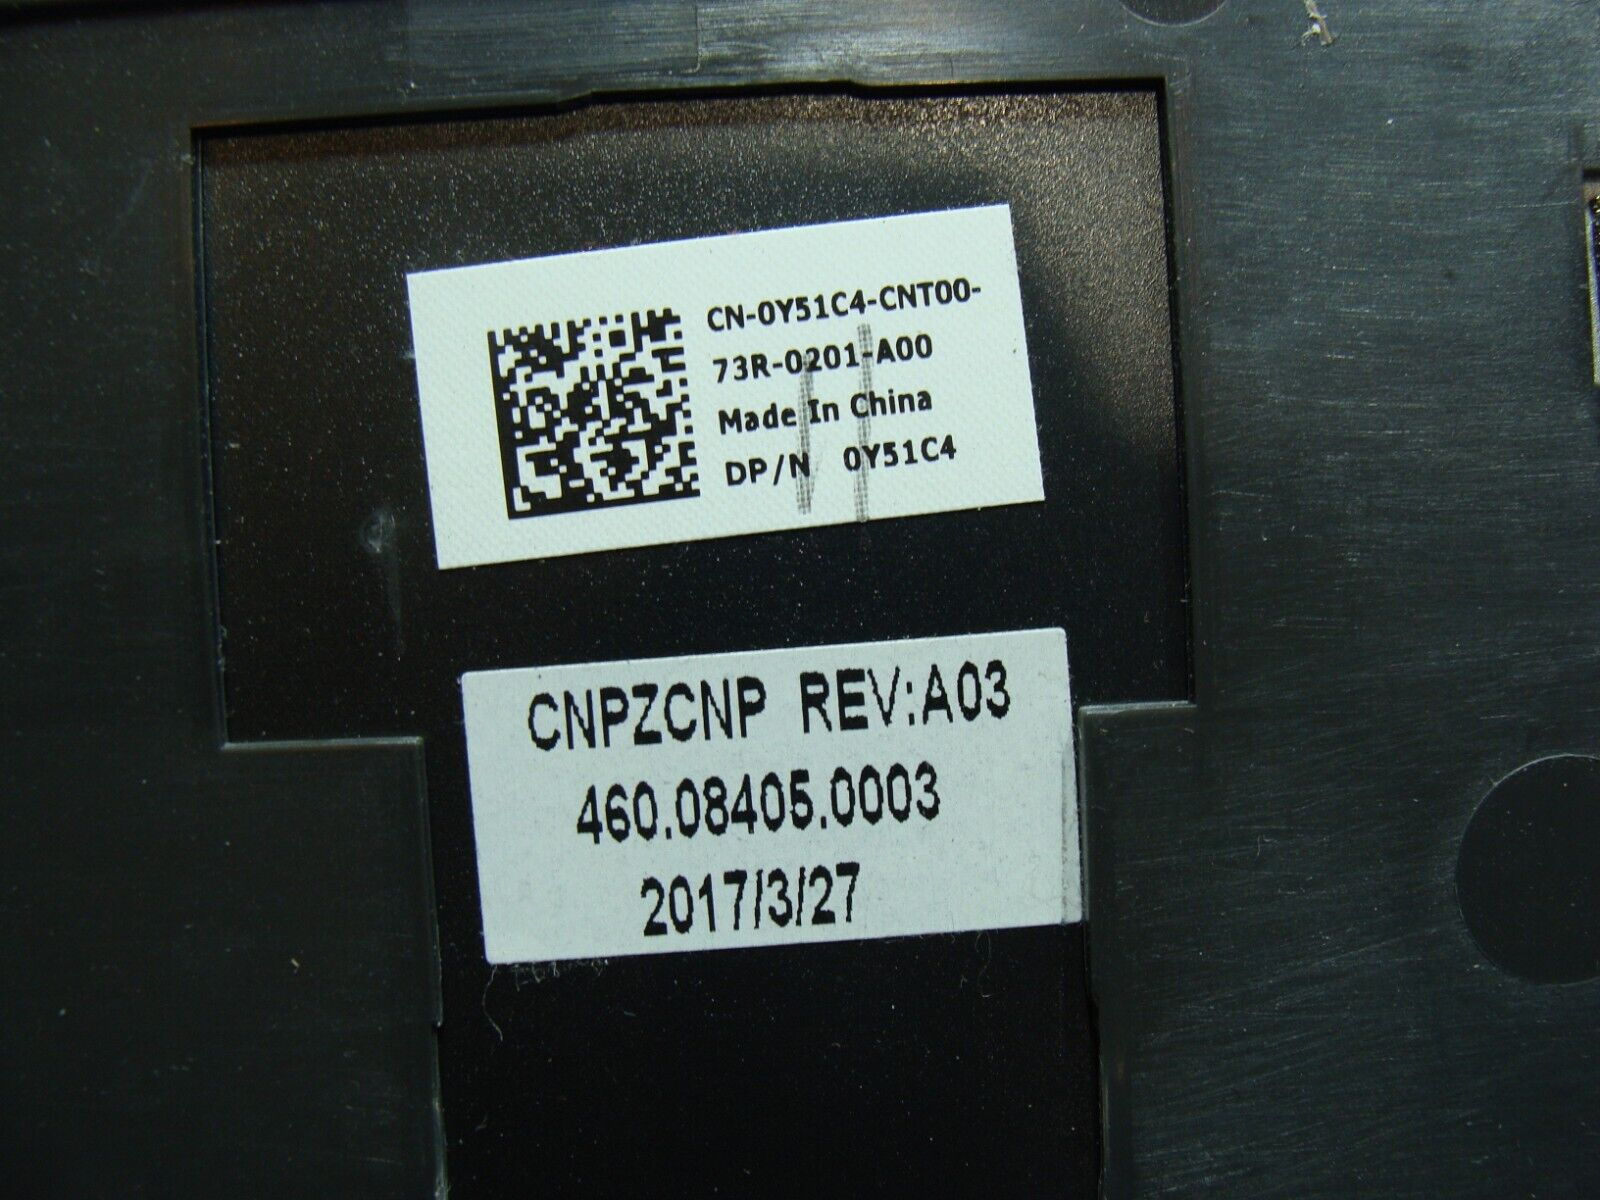 CN-0Y51C4-CNT00-
73R-0201-A00
Made In China
DP/N 0Y51C4
CNPZCNP REV:A03
460.08405.0003
2017/3/27